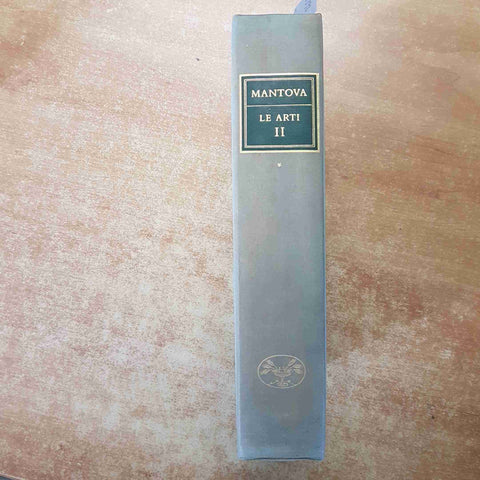 MANTOVA
LE ARTI
II
*